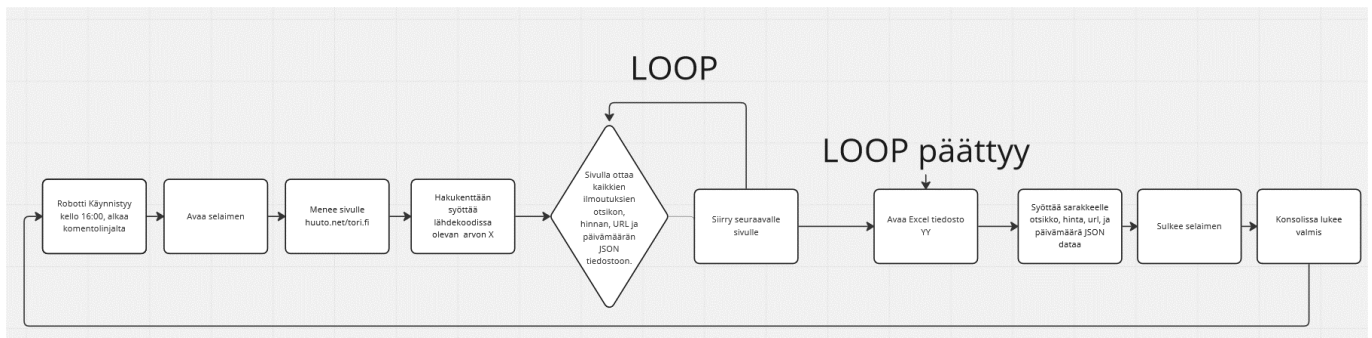 LOOP
LOOP päättyy
Robotti Käynnistyy
kello 16:00, alkaa
komentolinjalta
Avaa selaimen
Menee sivulle
huuto.net/tori.fi
Hakukenttään
syöttää
lähdekoodissa
olevan arvon X
Sivulla ottaa
kaikkien
ilmoutuksien
otsikon,
hinnan, URL ja
päivämäärän
JSON
tiedostoon.
Siirry seuraavalle
sivulle
Avaa Excel tiedosto
YY
Syöttää sarakkeelle
otsikko, hinta, url, ja
päivämäärä JSON
dataa
Sulkee selaimen
Konsolissa lukee
valmis